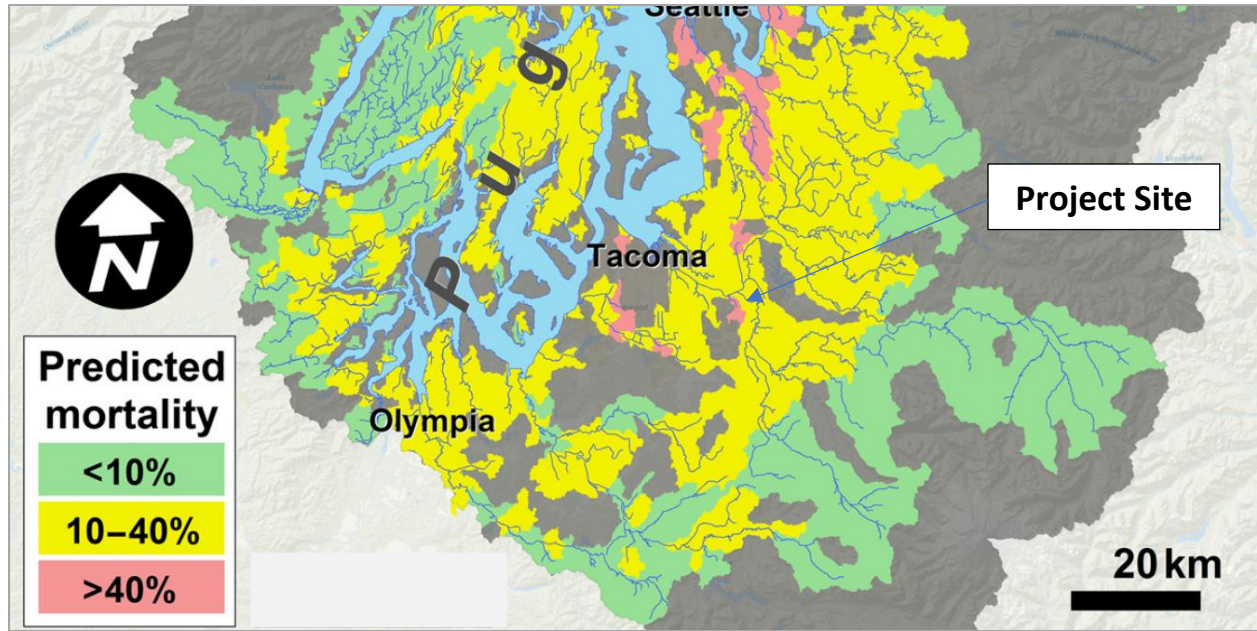 Seattle
g
u
P
Project Site
Tacoma
Olympia
N
Predicted
mortality
<10%
10–40%
>40%
20 km